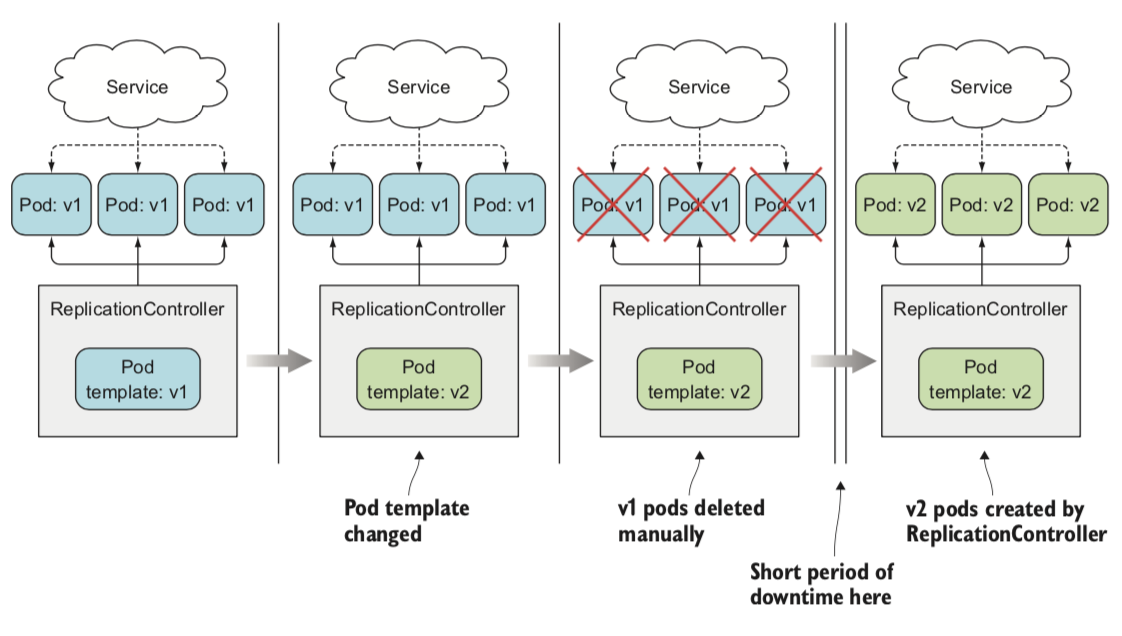 Service
Pod: v1
Pod: v1
Pod: v1
ReplicationController
Pod
template: v1
Service
Pod: v1
Pod: v1
Pod: v1
ReplicationController
Pod
template: v2
Pod template
changed
Service
Pod: v1
Pod: v1
Pod: v1
ReplicationController
Pod
template: v2
v1 pods deleted
manually
Short period of
downtime here
Service
Pod: v2
Pod: v2
Pod: v2
ReplicationController
Pod
template: v2
v2 pods created by
ReplicationController